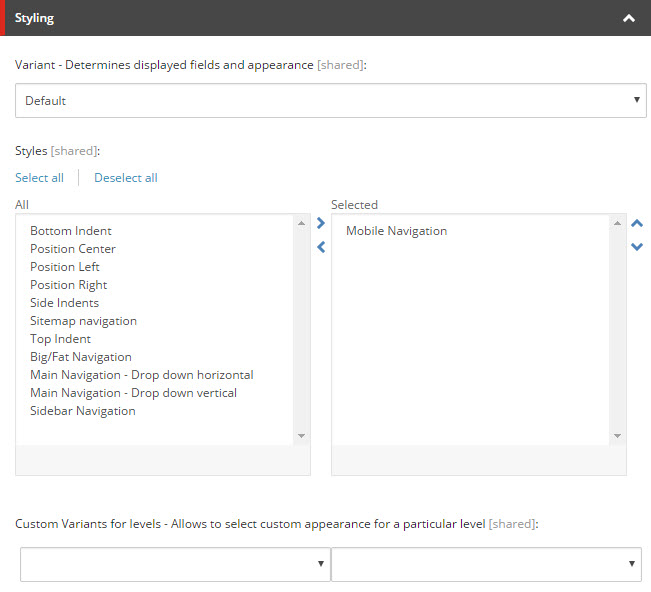 Styling
Variant - Determines displayed fields and appearance [shared]:
Default
Styles [shared]:
Select all
Deselect all
All
Selected
Bottom Indent
Position Center
Position Left
Position Right
Side Indents
Sitemap navigation
Top Indent
Big/Fat Navigation
Main Navigation - Drop down horizontal
Main Navigation - Drop down vertical
Sidebar Navigation
Mobile Navigation
Custom Variants for levels - Allows to select custom appearance for a particular level [shared]: